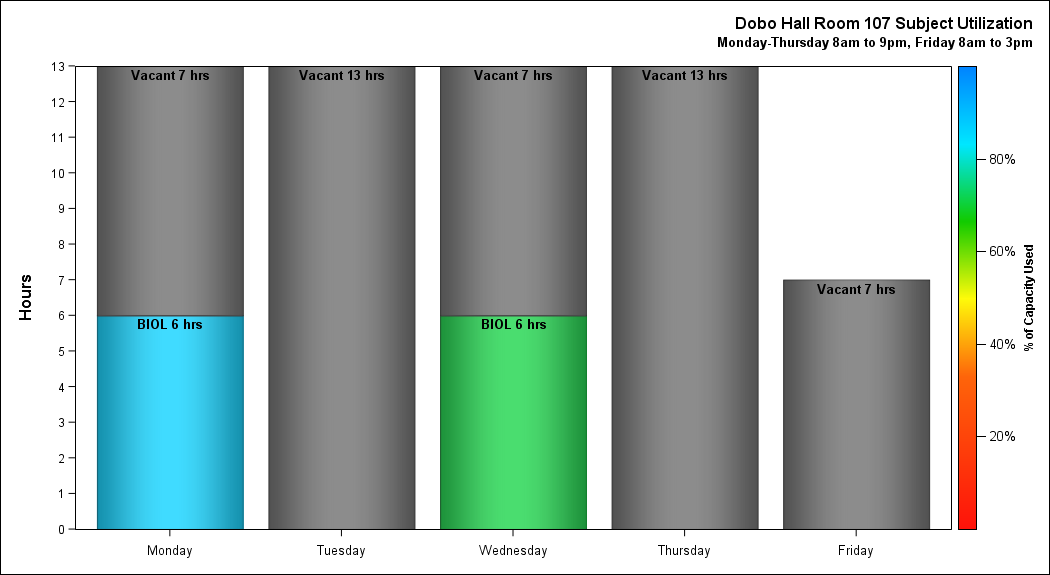 Dobo Hall Room 107 Subject Utilization
Monday-Thursday 8am to 9pm, Friday 8am to 3pm
Hours
13
12
11
10
9
8
7
6
5
4
3
2
1
0
Vacant 7 hrs
BIOL 6 hrs
Vacant 13 hrs
Vacant 7 hrs
BIOL 6 hrs
Vacant 13 hrs
Vacant 7 hrs
Monday
Tuesday
Wednesday
Thursday
Friday
80%
60%
40%
20%
% of Capacity Used